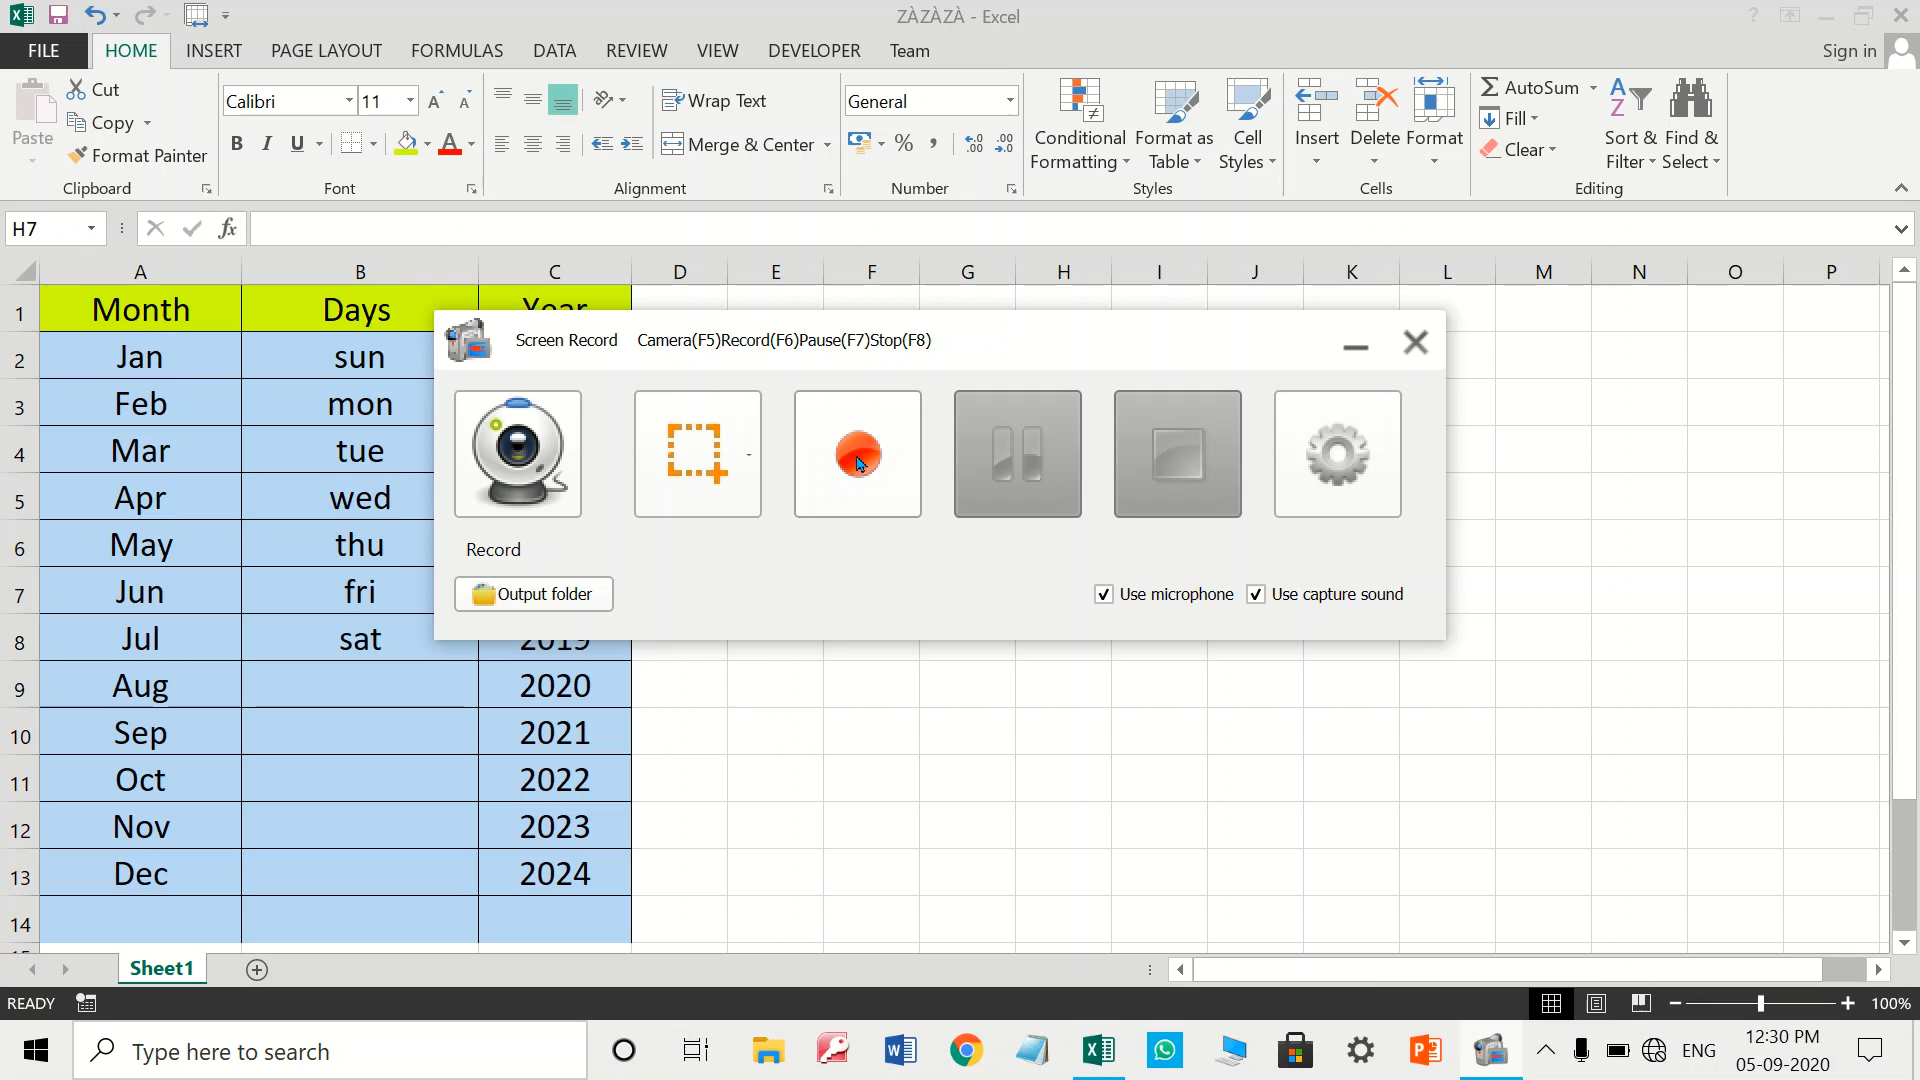 ZÀZÀZÀ - Excel
FILE HOME INSERT PAGE LAYOUT FORMULAS DATA REVIEW VIEW DEVELOPER Team Sign in
Paste
Cut
Copy
Format Painter
Clipboard
Calibri 11
B I U
Font
Wrap Text
Merge & Center
Alignment
General
Number
Conditional Formatting
Format as Table
Cell Styles
Styles
Insert Delete Format
Cells
AutoSum
Fill
Clear
Sort & Filter
Find & Select
Editing
H7 fx
A B C D E F G H I J K L M N O P
1 Month Days Year
2 Jan sun
3 Feb mon
4 Mar tue
5 Apr wed
6 May thu
7 Jun fri
8 Jul sat 2019
9 Aug 2020
10 Sep 2021
11 Oct 2022
12 Nov 2023
13 Dec 2024
14
Screen Record Camera(F5)Record(F6)Pause(F7)Stop(F8)
Record
Output folder
Use microphone Use capture sound
Sheet1
READY 100%
Type here to search
ENG
12:30 PM
05-09-2020